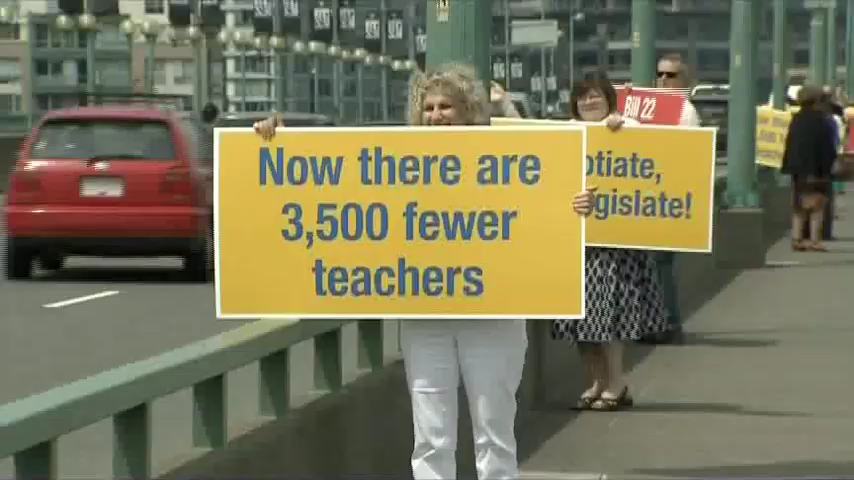 Now there are
3,500 fewer
teachers
otiate,
gislate!
Bill 22